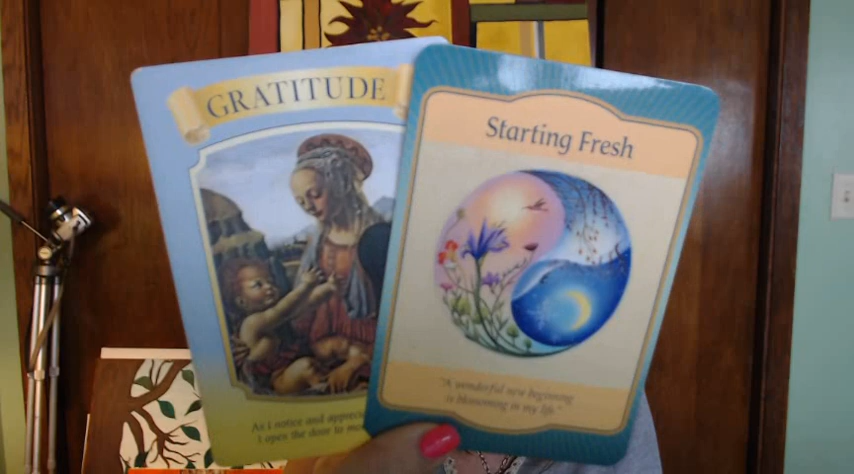 GRATITUDE
As I notice and apprec
I open the door to mo
Starting Fresh
"A wonderful new beginning
is blossoming in my life."